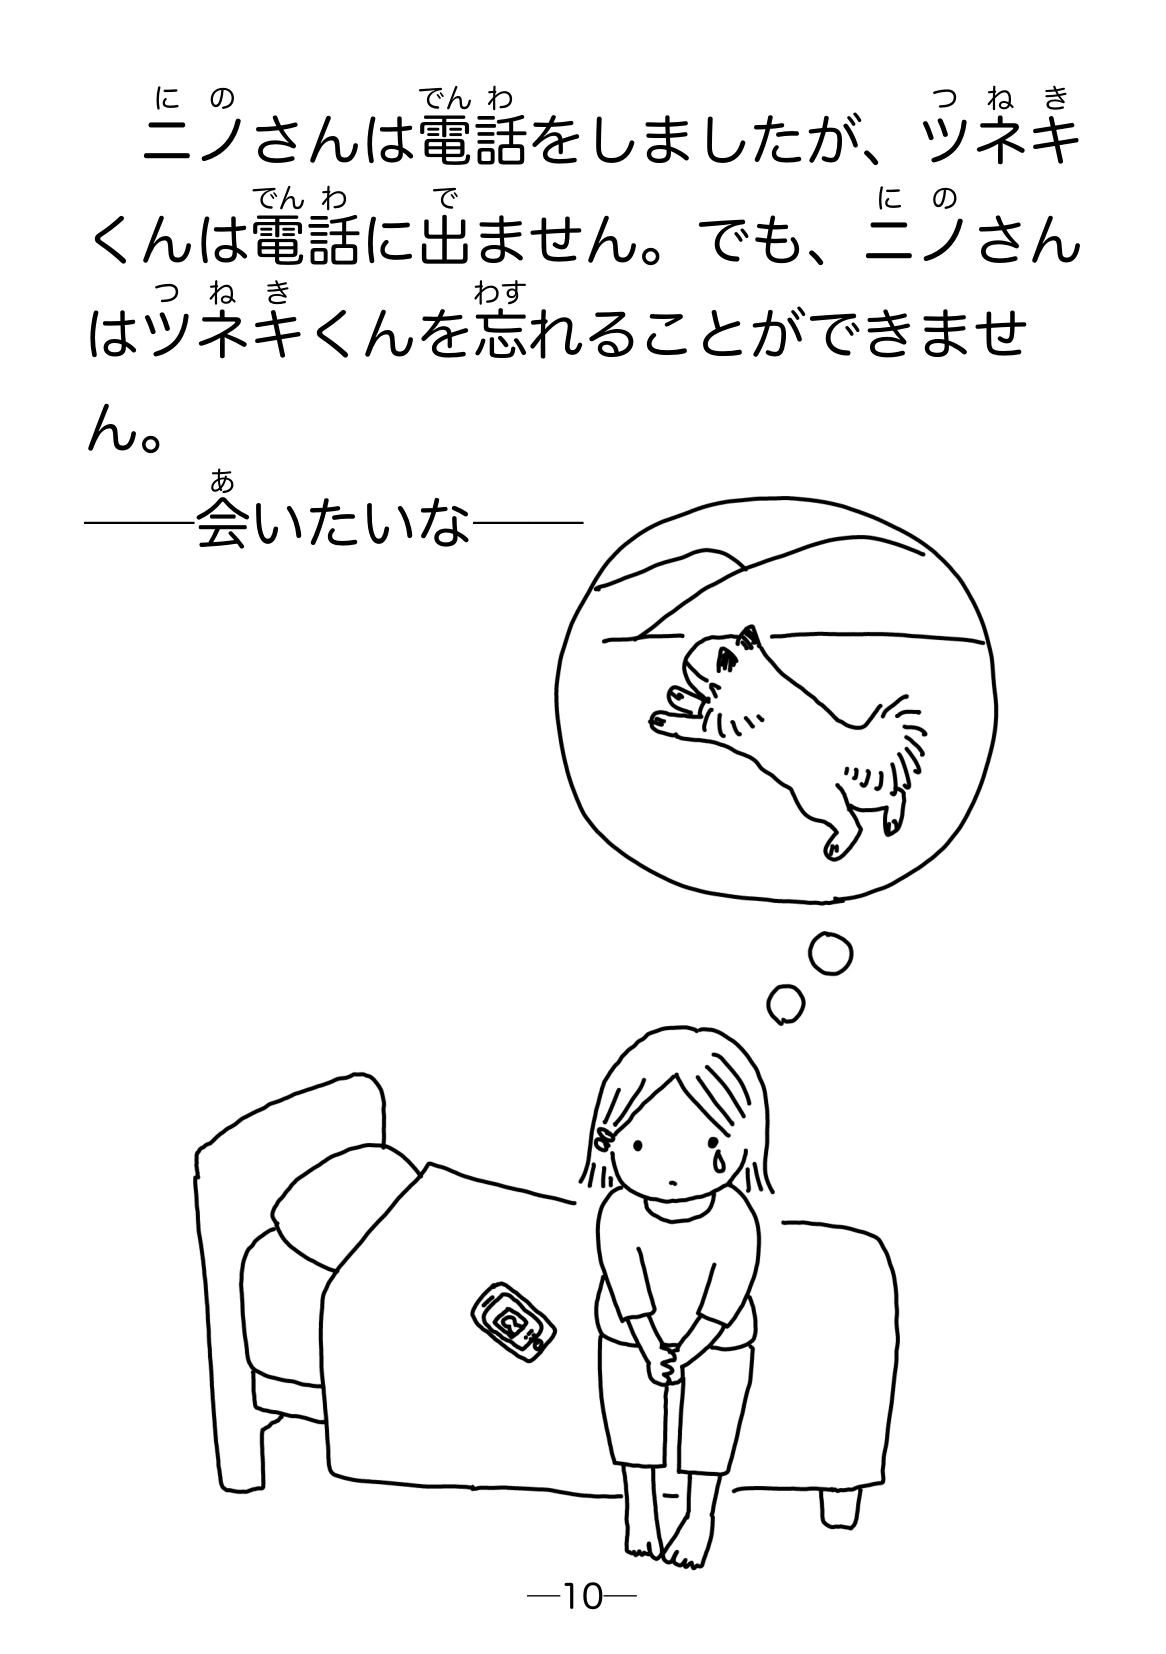 ニノさんは電話をしましたが、ツネキ
くんは電話に出ません。でも、ニノさん
はツネキくんを忘れることができませ
ん。
――会いたいな――
―10―